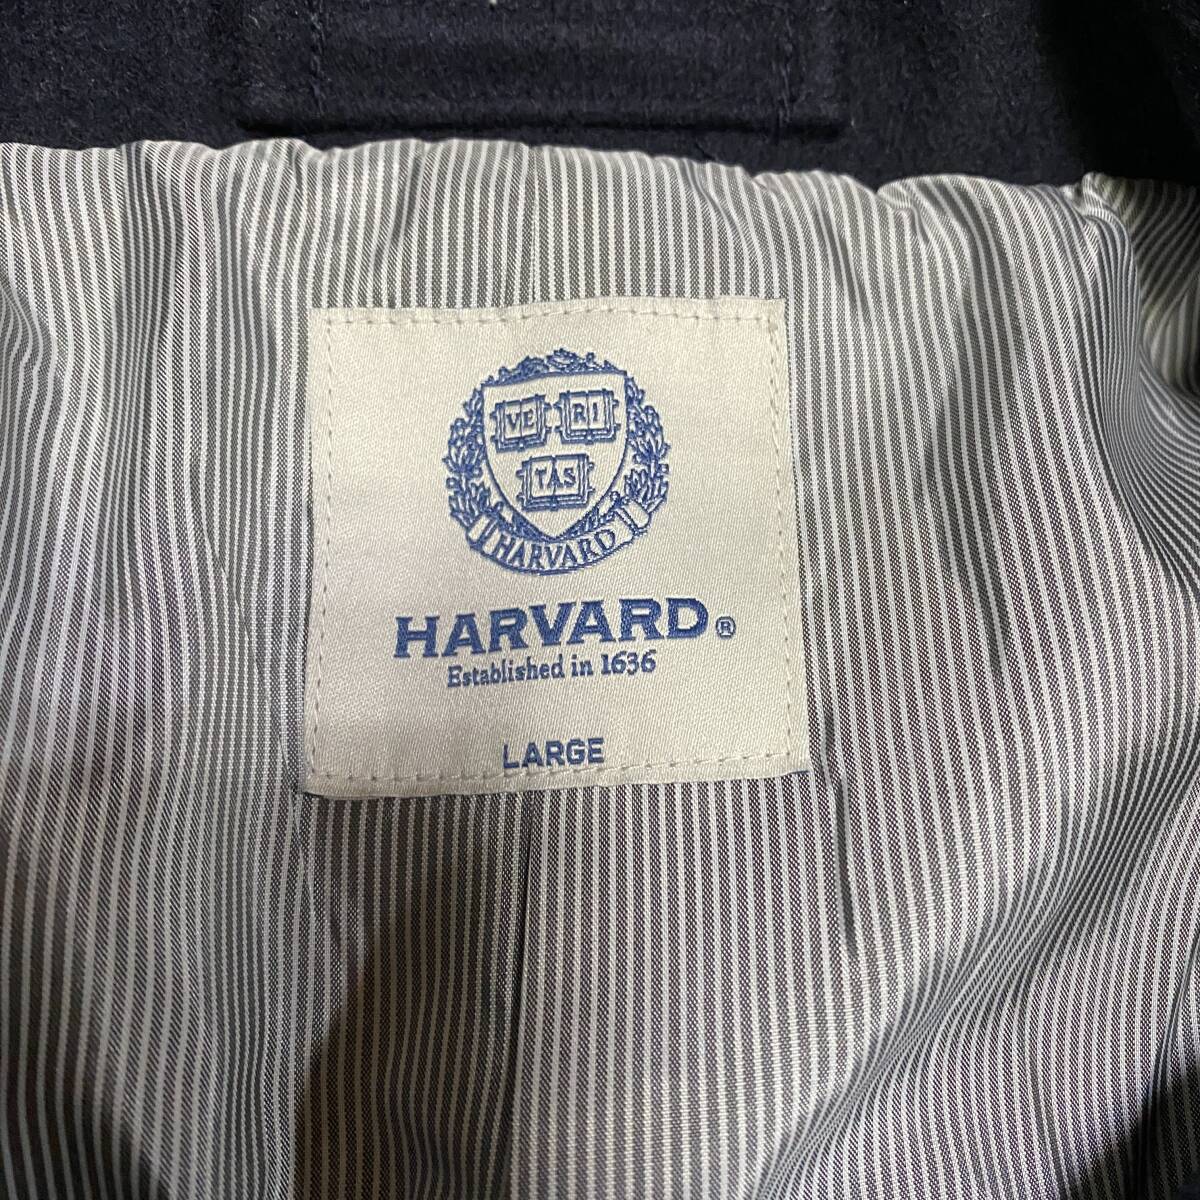 VE RI
TAS
HARVARD
HARVARD®
Established in 1636
LARGE